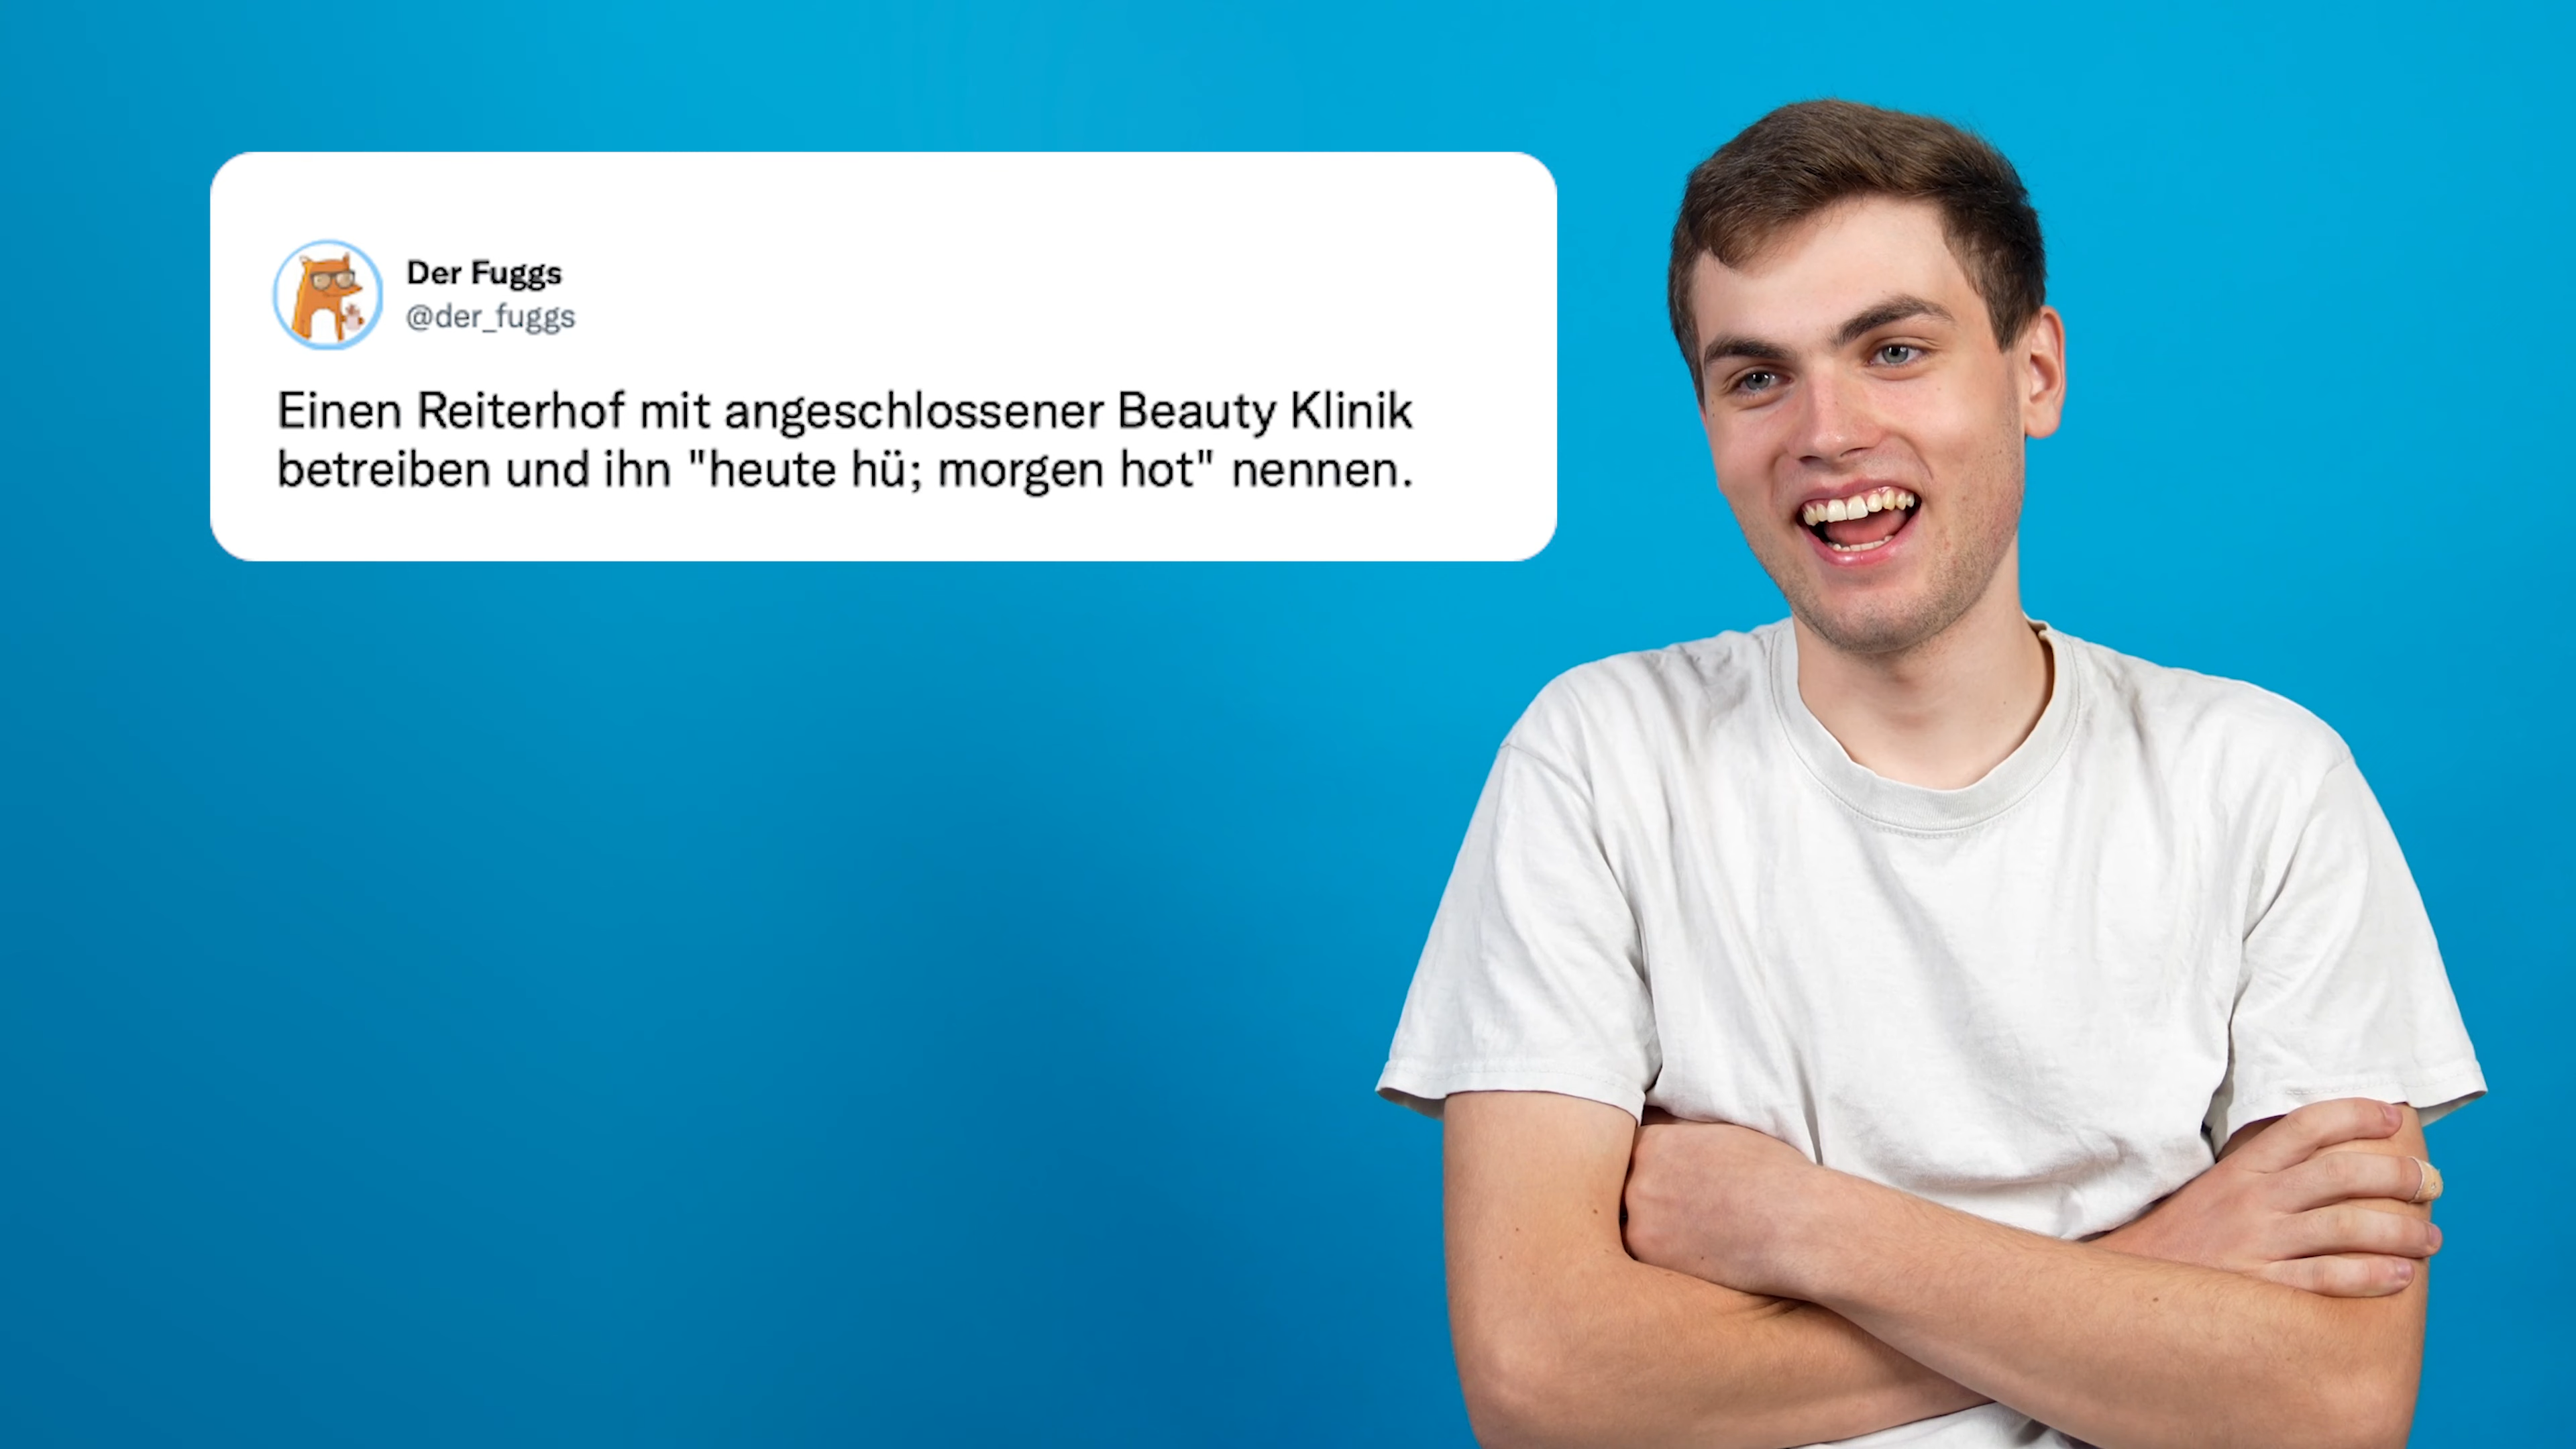 Der Fuggs
@der_fuggs
Einen Reiterhof mit angeschlossener Beauty Klinik
betreiben und ihn "heute hü; morgen hot" nennen.